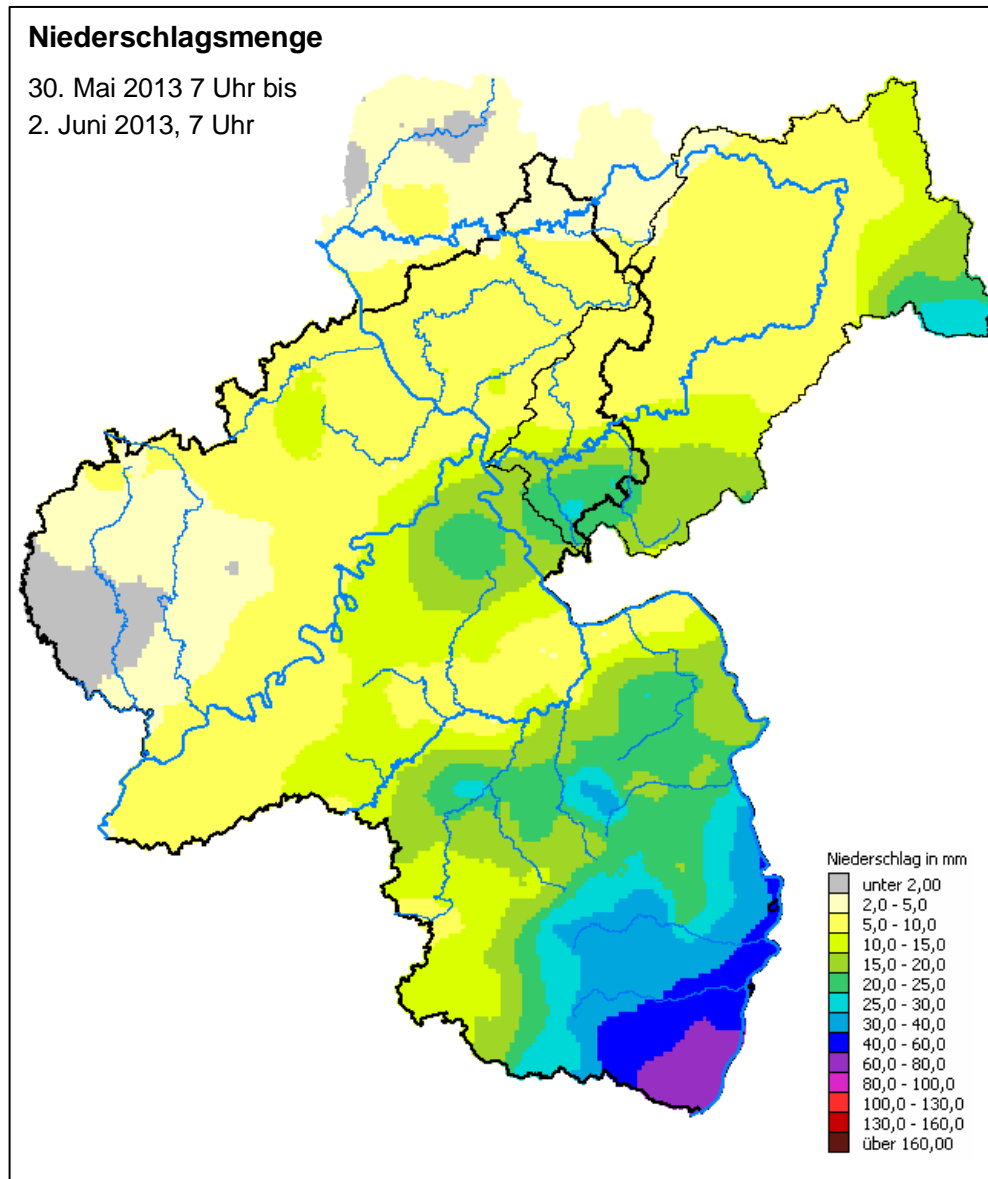 Niederschlagsmenge
30. Mai 2013 7 Uhr bis
2. Juni 2013, 7 Uhr
Niederschlag in mm
unter 2,00
2,0 - 5,0
5,0 - 10,0
10,0 - 15,0
15,0 - 20,0
20,0 - 25,0
25,0 - 30,0
30,0 - 40,0
40,0 - 60,0
60,0 - 80,0
80,0 - 100,0
100,0 - 130,0
130,0 - 160,0
über 160,00